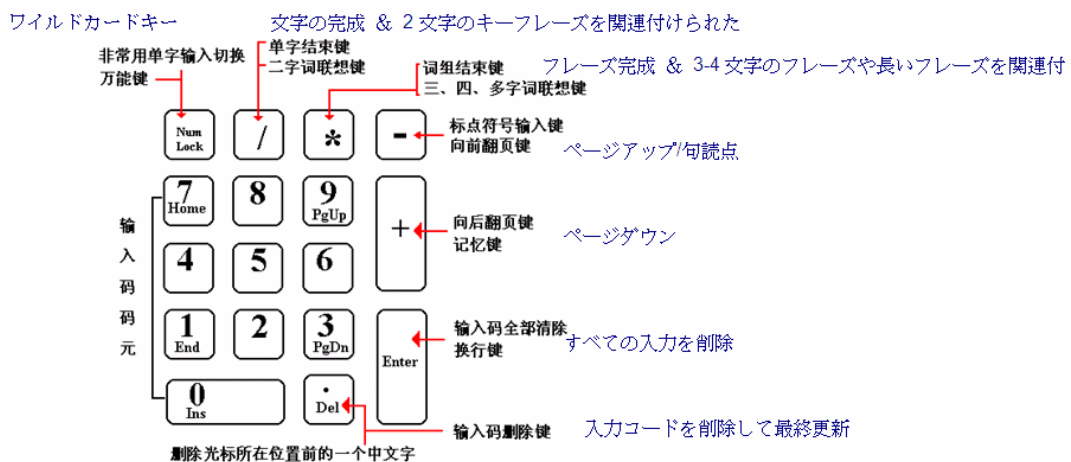 ワイルドカードキー
文字の完成 & 2 文字のキーフレーズを関連付けられた
非常用单字输入切换
万能键
单字结束键
二字词联想键
词组结束键
三、四、多字词联想键
フレーズ完成 & 3-4 文字のフレーズや長いフレーズを関連付
Num
Lock
/
*
-
标点符号输入键
向前翻页键
ページアップ/句読点
7
Home
8
9
PgUp
+
向后翻页键
记忆键
ページダウン
输入码码元
4
5
6
1
End
2
3
PgDn
Enter
输入码全部清除
换行键
すべての入力を削除
0
Ins
.
Del
输入码删除键
入力コードを削除して最終更新
删除光标所在位置前的一个中文字